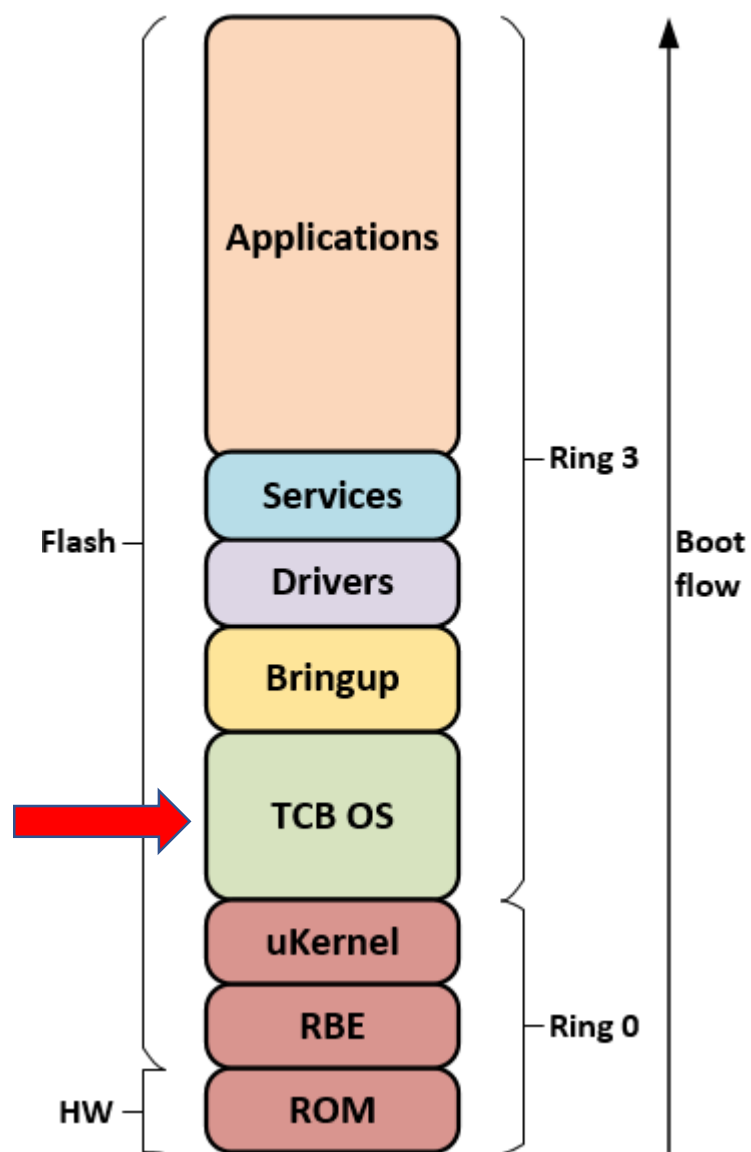 Applications
Ring 3
Services
Flash
Boot
flow
Drivers
Bringup
TCB OS
uKernel
RBE
Ring 0
HW
ROM